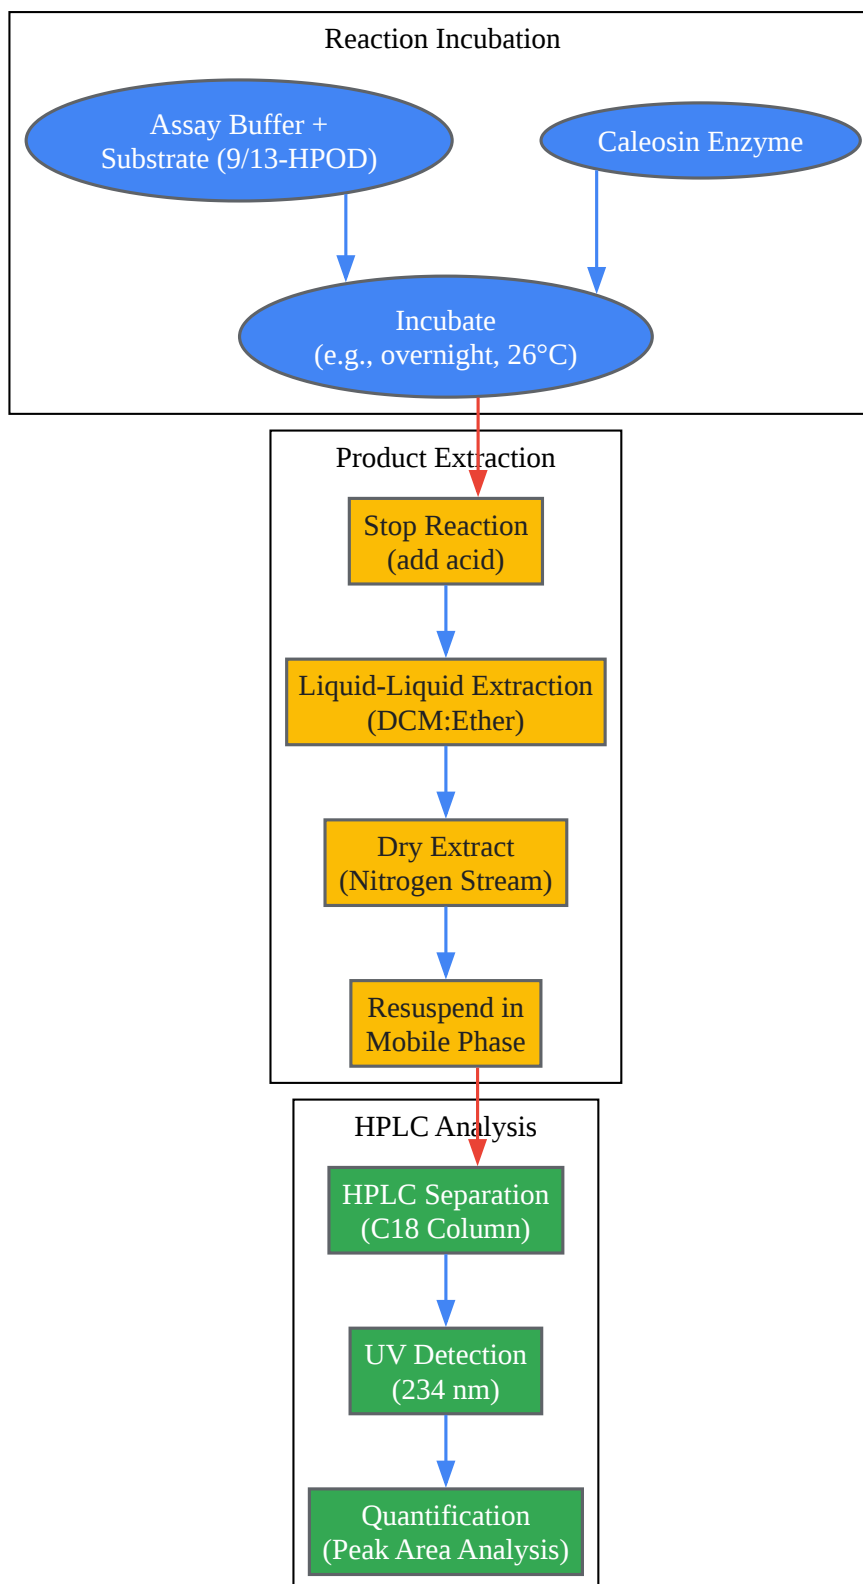 Reaction Incubation
Assay Buffer +
Substrate (9/13-HPOD)
Caleosin Enzyme
Incubate
(e.g., overnight, 26°C)
Product Extraction
Stop Reaction
(add acid)
Liquid-Liquid Extraction
(DCM:Ether)
Dry Extract
(Nitrogen Stream)
Resuspend in
Mobile Phase
HPLC Analysis
HPLC Separation
(C18 Column)
UV Detection
(234 nm)
Quantification
(Peak Area Analysis)